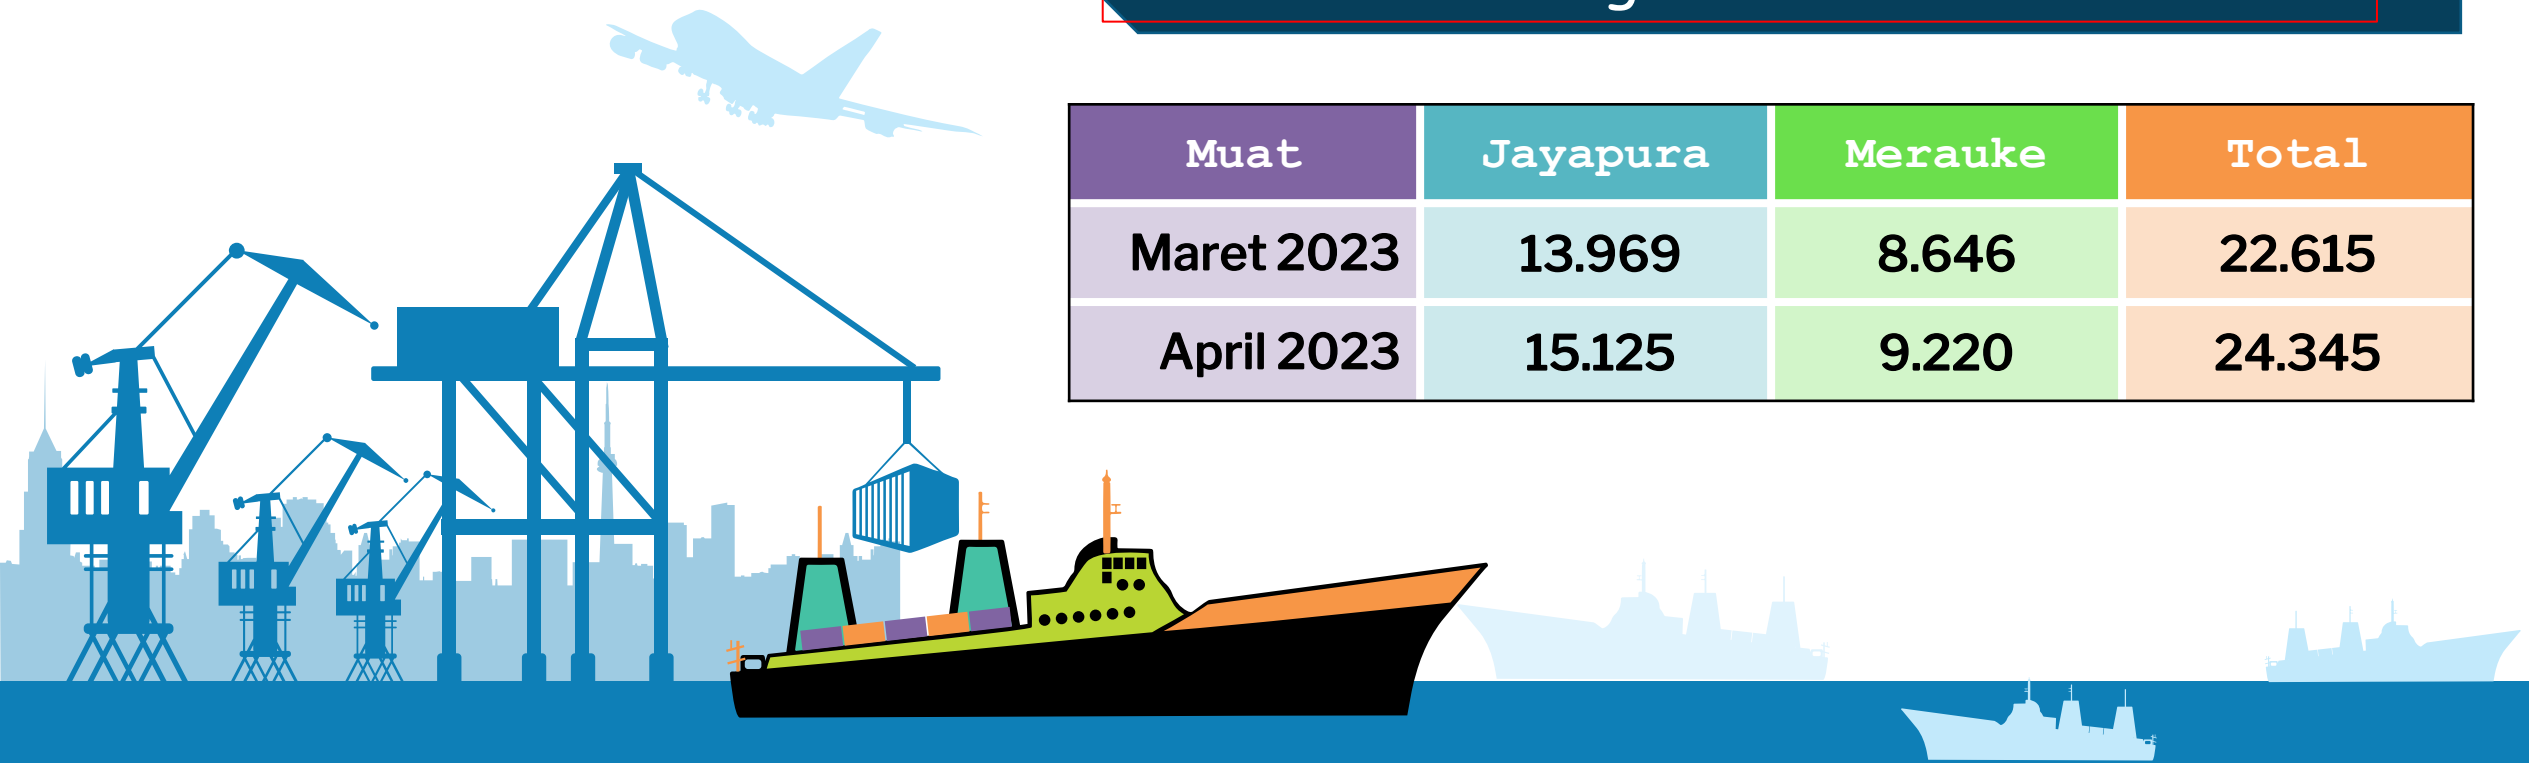 Muat Jayapura Merauke Total
Maret 2023 13.969 8.646 22.615
April 2023 15.125 9.220 24.345